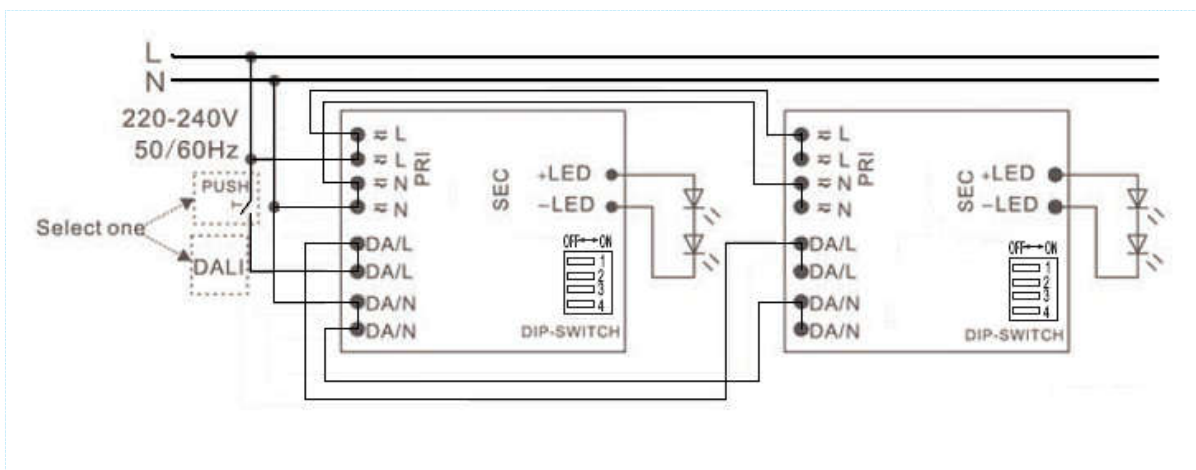 L
N
220-240V
50/60Hz
PUSH
Select one
DALI
≂ L
≂ L
≂ N
≂ N
PRI
DA/L
DA/L
DA/N
DA/N
SEC
+LED
−LED
OFF↔ON
1
2
3
4
DIP-SWITCH
≂ L
≂ L
≂ N
≂ N
PRI
DA/L
DA/L
DA/N
DA/N
SEC
+LED
−LED
OFF↔ON
1
2
3
4
DIP-SWITCH